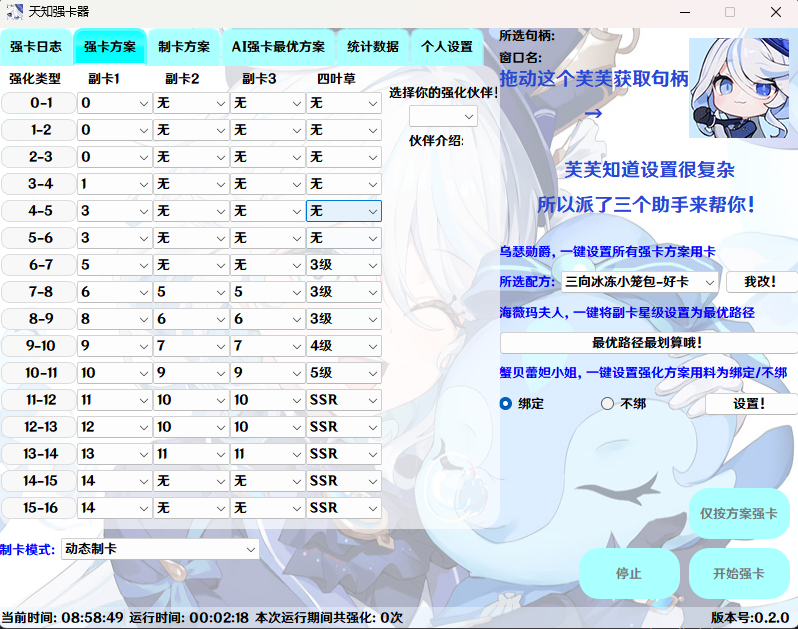 天知强卡器
强卡日志 强卡方案 制卡方案 AI强卡最优方案 统计数据 个人设置
强化类型 副卡1 副卡2 副卡3 四叶草
0-1 0 无 无 无
1-2 0 无 无 无
2-3 0 无 无 无
3-4 1 无 无 无
4-5 3 无 无 无
5-6 3 无 无 无
6-7 5 无 无 3级
7-8 6 5 5 3级
8-9 8 6 6 3级
9-10 9 7 7 4级
10-11 10 9 9 5级
11-12 11 10 10 SSR
12-13 12 10 10 SSR
13-14 13 11 11 SSR
14-15 14 无 无 SSR
15-16 14 无 无 SSR
制卡模式: 动态制卡
选择你的强化伙伴!
伙伴介绍:
所选句柄:
窗口名:
拖动这个芙芙获取句柄
→
芙芙知道设置很复杂
所以派了三个助手来帮你!
乌瑟勋爵, 一键设置所有强卡方案用卡
所选配方: 三向冰冻小笼包-好卡 我改!
海薇玛夫人, 一键将副卡星级设置为最优路径
最优路径最划算哦!
蟹贝蕾妲小姐, 一键设置强化方案用料为绑定/不绑
绑定 不绑 设置!
仅按方案强卡
停止 开始强卡
当前时间: 08:58:49 运行时间: 00:02:18 本次运行期间共强化: 0次 版本号:0.2.0